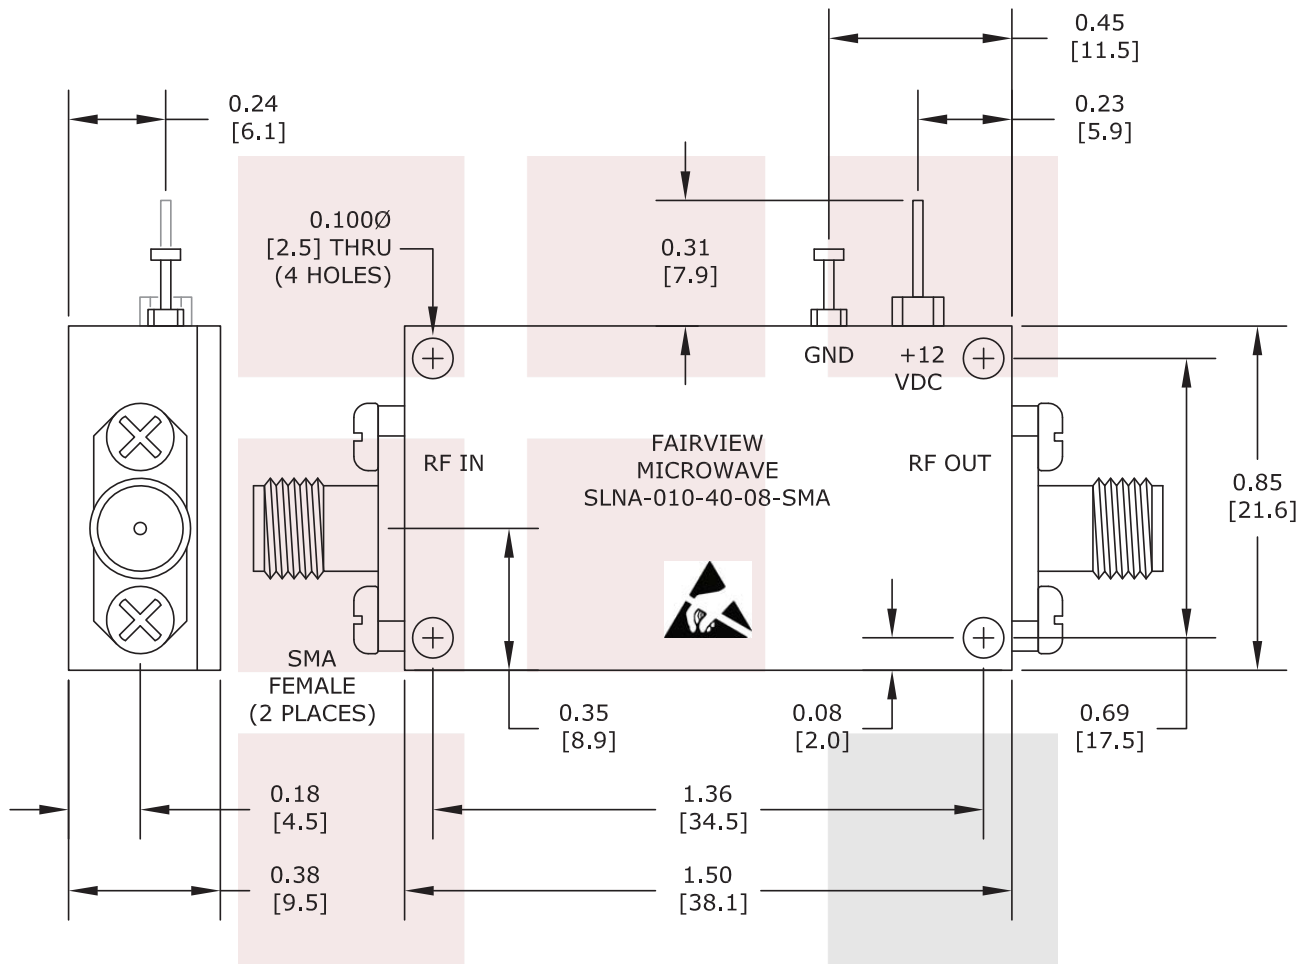 0.45
[11.5]
0.24
[6.1]
0.23
[5.9]
0.100Ø
[2.5] THRU
(4 HOLES)
0.31
[7.9]
GND
+12
VDC
FAIRVIEW
MICROWAVE
SLNA-010-40-08-SMA
RF IN
RF OUT
0.85
[21.6]
SMA
FEMALE
(2 PLACES)
0.35
[8.9]
0.08
[2.0]
0.69
[17.5]
0.18
[4.5]
1.36
[34.5]
0.38
[9.5]
1.50
[38.1]